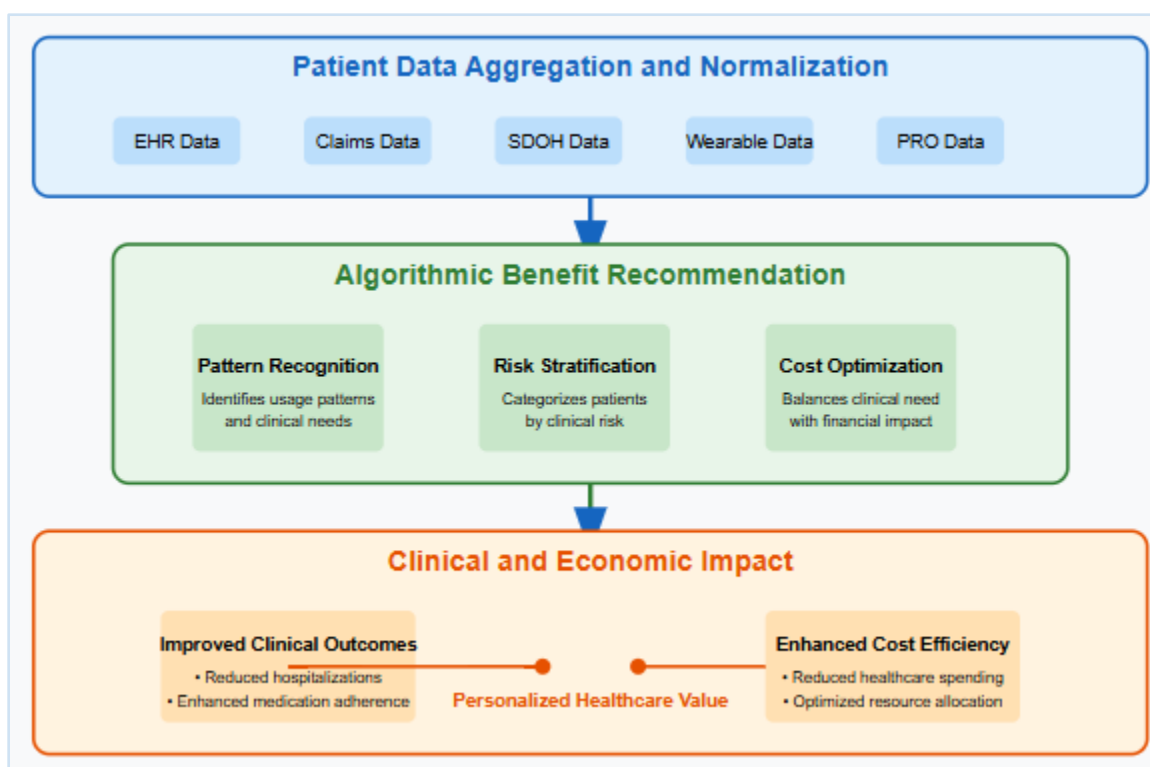 Patient Data Aggregation and Normalization
EHR Data
Claims Data
SDOH Data
Wearable Data
PRO Data
Algorithmic Benefit Recommendation
Pattern Recognition
Identifies usage patterns
and clinical needs
Risk Stratification
Categorizes patients
by clinical risk
Cost Optimization
Balances clinical need
with financial impact
Clinical and Economic Impact
Improved Clinical Outcomes
• Reduced hospitalizations
• Enhanced medication adherence
Personalized Healthcare Value
Enhanced Cost Efficiency
• Reduced healthcare spending
• Optimized resource allocation